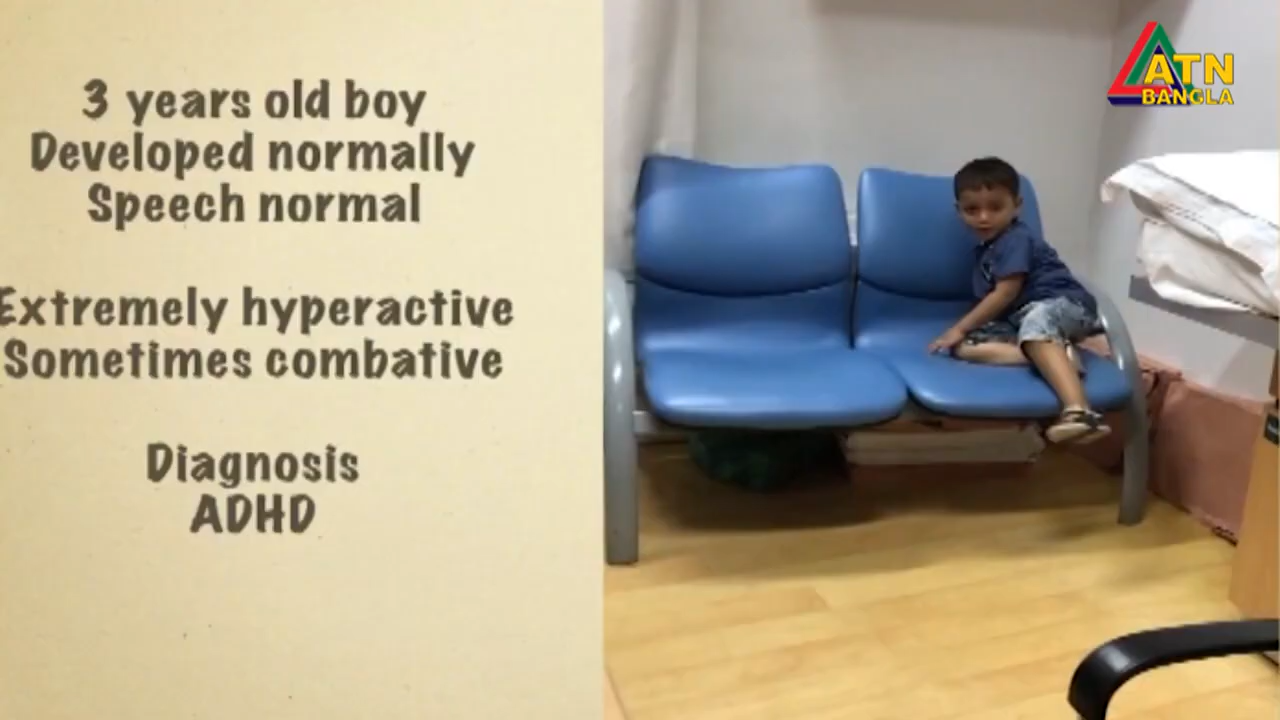 3 years old boy
Developed normally
Speech normal
Extremely hyperactive
Sometimes combative
Diagnosis
ADHD
ATN
BANGLA